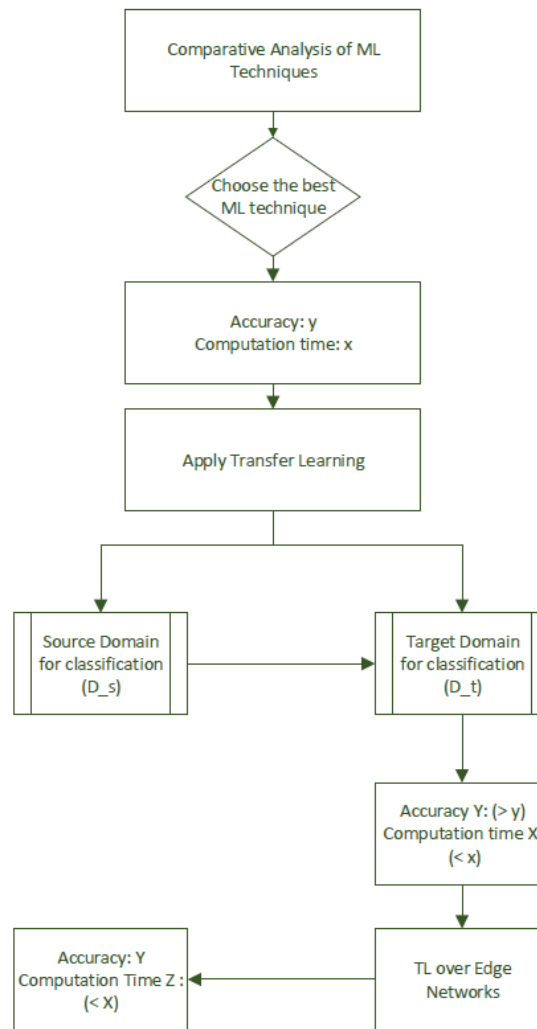 Comparative Analysis of ML
Techniques
Choose the best
ML technique
Accuracy: y
Computation time: x
Apply Transfer Learning
Source Domain
for classification
(D_s)
Target Domain
for classification
(D_t)
Accuracy Y: (> y)
Computation time X
(< x)
Accuracy: Y
Computation Time Z :
(< X)
TL over Edge
Networks